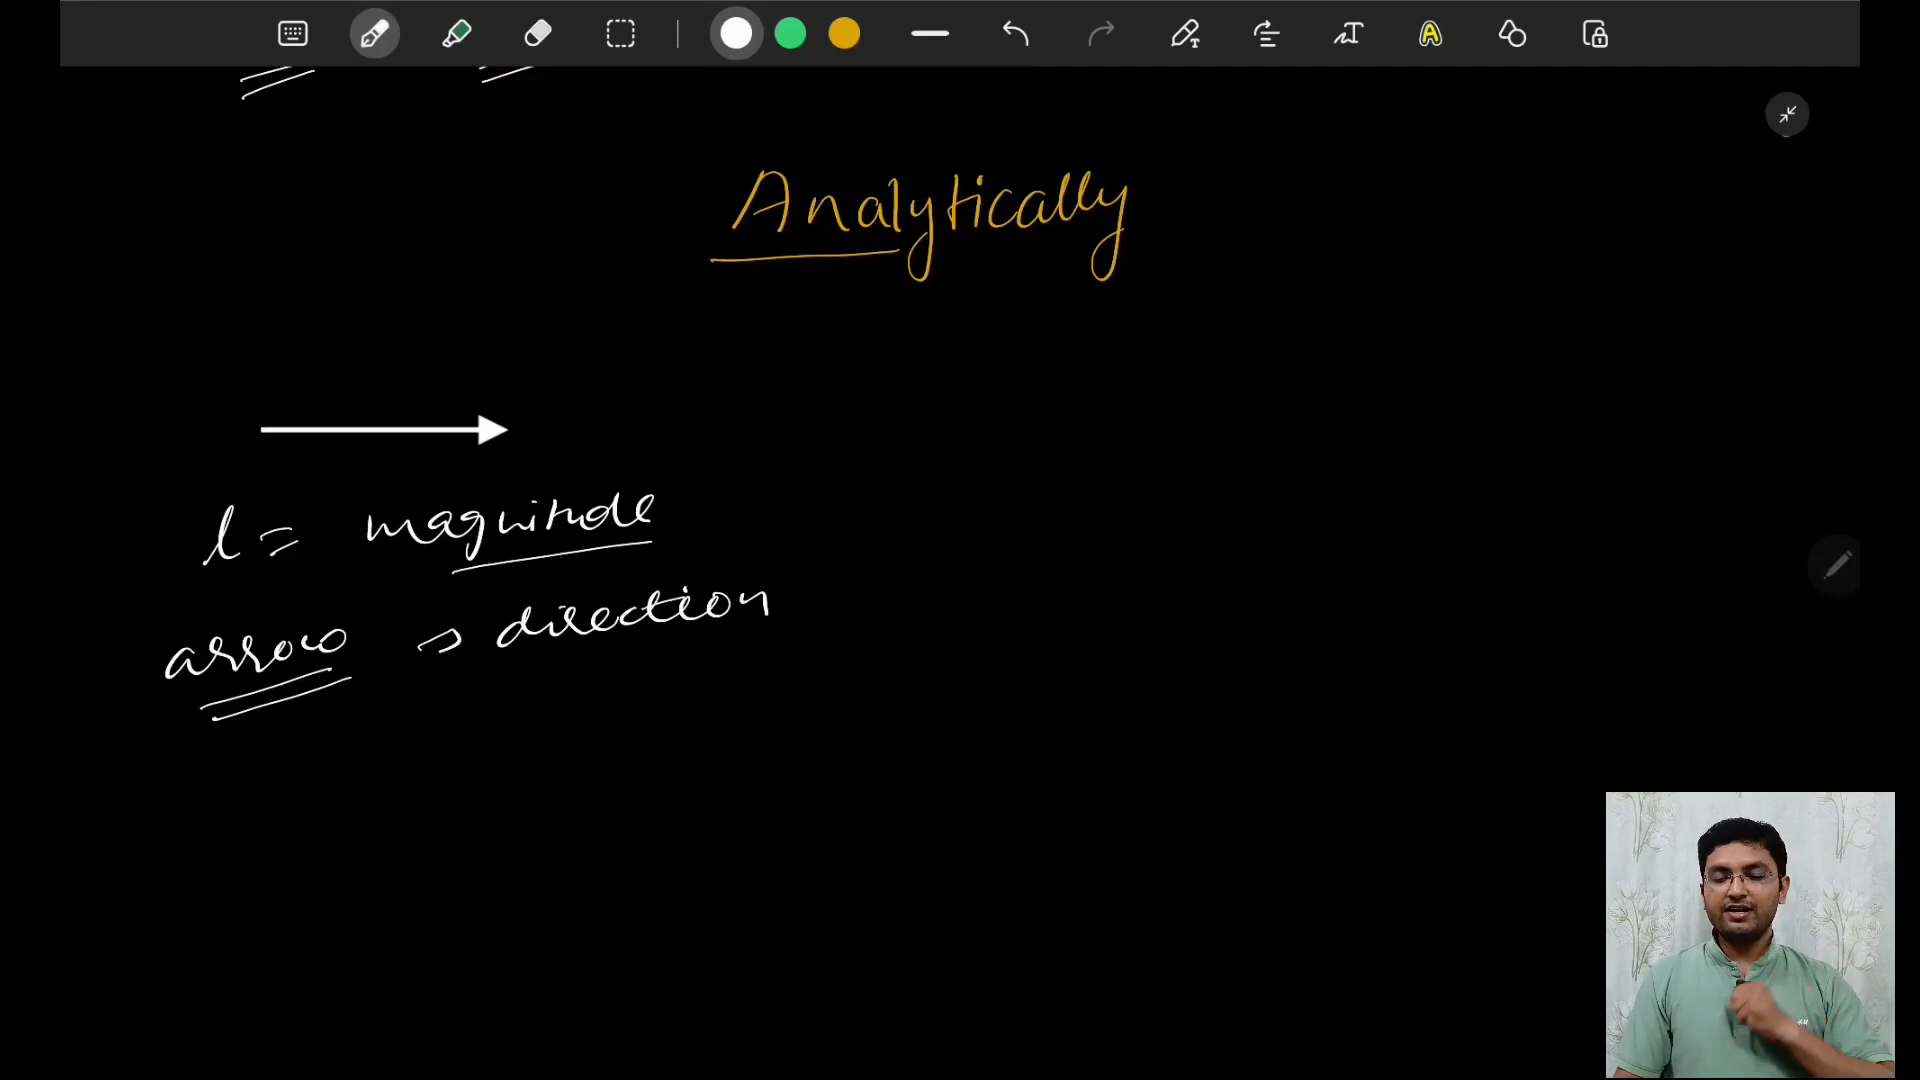 Analytically
l = magnitude
arrow → direction